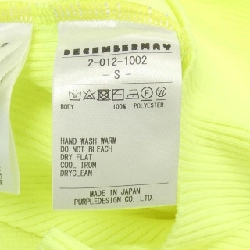 DECEMBERMAY
2-012-1002
- S -
BODY 100% POLYESTER
HAND WASH WARM
DO NOT BLEACH
DRY FLAT
COOL IRON
DRYCLEAN
MADE IN JAPAN
PURPLEDESIGN CO., LTD.